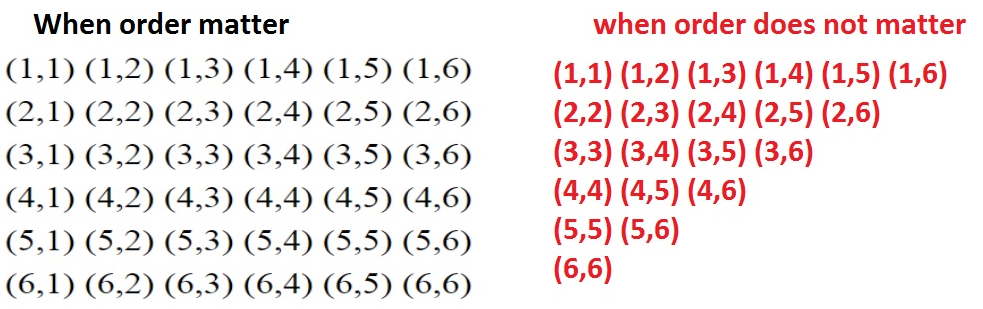 When order matter
(1,1) (1,2) (1,3) (1,4) (1,5) (1,6)
(2,1) (2,2) (2,3) (2,4) (2,5) (2,6)
(3,1) (3,2) (3,3) (3,4) (3,5) (3,6)
(4,1) (4,2) (4,3) (4,4) (4,5) (4,6)
(5,1) (5,2) (5,3) (5,4) (5,5) (5,6)
(6,1) (6,2) (6,3) (6,4) (6,5) (6,6)
when order does not matter
(1,1) (1,2) (1,3) (1,4) (1,5) (1,6)
(2,2) (2,3) (2,4) (2,5) (2,6)
(3,3) (3,4) (3,5) (3,6)
(4,4) (4,5) (4,6)
(5,5) (5,6)
(6,6)